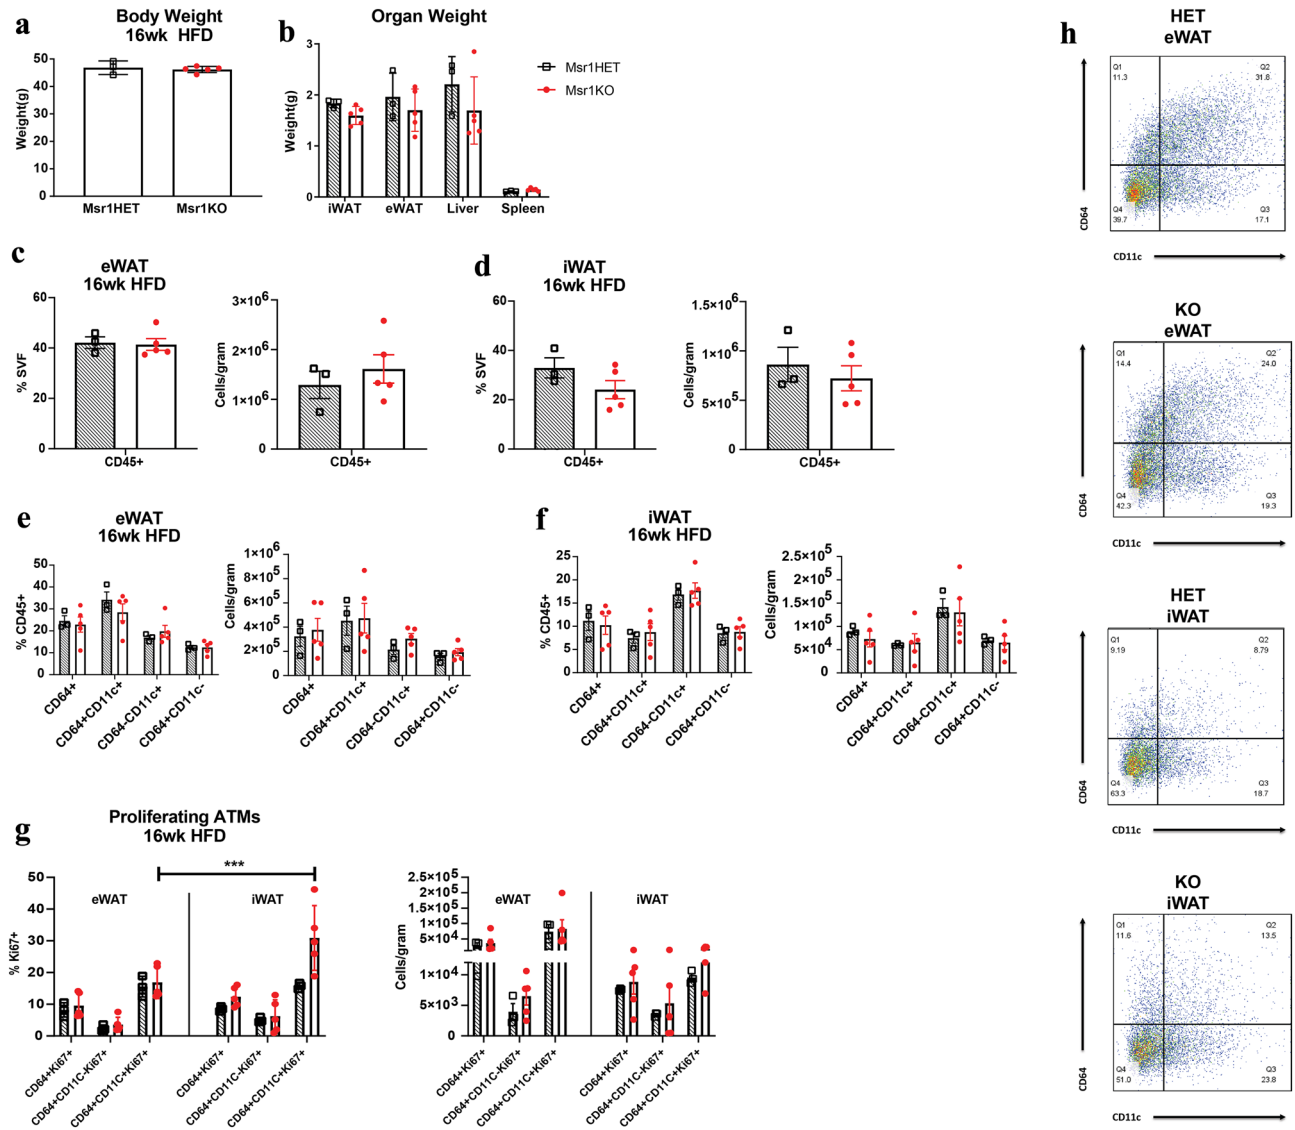 a
Body Weight
16wk HFD
Weight(g)
50
40
30
20
10
0
Msr1HET
Msr1KO
b
Organ Weight
Weight(g)
3
2
1
0
iWAT
eWAT
Liver
Spleen
Msr1HET
Msr1KO
c
eWAT
16wk HFD
% SVF
60
40
20
0
CD45+
Cells/gram
3×10⁶
2×10⁶
1×10⁶
0
CD45+
d
iWAT
16wk HFD
% SVF
60
40
20
0
CD45+
Cells/gram
1.5×10⁶
1×10⁶
5×10⁵
0
CD45+
e
eWAT
16wk HFD
% CD45+
50
40
30
20
10
0
CD64+
CD64+CD11c+
CD64-CD11c+
CD64+CD11c-
Cells/gram
1×10⁶
8×10⁵
6×10⁵
4×10⁵
2×10⁵
0
CD64+
CD64+CD11c+
CD64-CD11c+
CD64+CD11c-
f
iWAT
16wk HFD
% CD45+
25
20
15
10
5
0
CD64+
CD64+CD11c+
CD64-CD11c+
CD64+CD11c-
Cells/gram
2.5×10⁵
2×10⁵
1.5×10⁵
1×10⁵
5×10⁴
0
CD64+
CD64+CD11c+
CD64-CD11c+
CD64+CD11c-
g
Proliferating ATMs
16wk HFD
***
% Ki67+
50
40
30
20
10
0
eWAT
iWAT
CD64+Ki67+
CD64+CD11C-Ki67+
CD64+CD11C+Ki67+
CD64+Ki67+
CD64+CD11C-Ki67+
CD64+CD11C+Ki67+
Cells/gram
2.5×10⁵
2×10⁵
1.5×10⁵
1×10⁵
5×10⁴
1×10⁴
5×10³
0
eWAT
iWAT
CD64+Ki67+
CD64+CD11C-Ki67+
CD64+CD11C+Ki67+
CD64+Ki67+
CD64+CD11C-Ki67+
CD64+CD11C+Ki67+
h
HET
eWAT
Q1
11.3
Q2
31.8
Q4
39.7
Q3
17.1
CD64
CD11c
KO
eWAT
Q1
14.4
Q2
24.0
Q4
42.3
Q3
19.3
CD64
CD11c
HET
iWAT
Q1
9.19
Q2
8.79
Q4
63.3
Q3
18.7
CD64
CD11c
KO
iWAT
Q1
11.6
Q2
13.5
Q4
51.0
Q3
23.8
CD64
CD11c